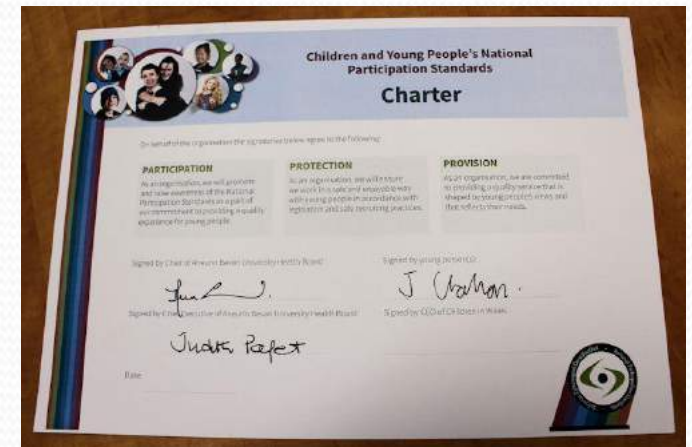 Children and Young People's National
Participation Standards
Charter
On behalf of the organisation the signatories below agree to the following:
PARTICIPATION
As an organisation, we will promote
and raise awareness of the National
Participation Standards as a part of
our commitment to providing a quality
experience for young people.
PROTECTION
As an organisation, we will ensure
we work in a safe and enjoyable way
with young people in accordance with
legislation and safe recruiting practices.
PROVISION
As an organisation, we are committed
to providing a quality service that is
shaped by young people's views and
that reflects their needs.
Signed by Chair of Aneurin Bevan University Health Board:
Signed by young person(s):
J
Signed by Chief Executive of Aneurin Bevan University Health Board:
Signed by CEO of Children in Wales:
Judith Paget
Date